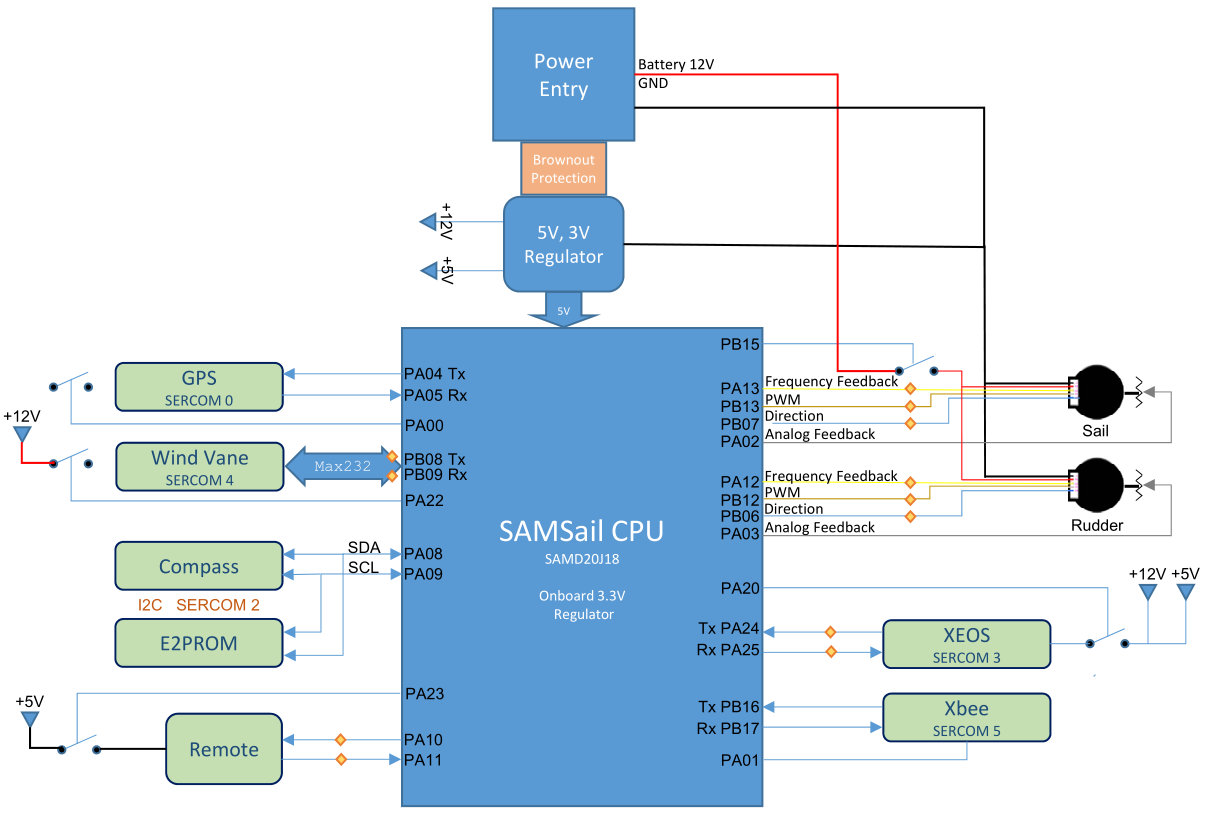 Power
Entry
Battery 12V
GND
Brownout
Protection
+12V
5V, 3V
Regulator
+5V
5V
PB15
GPS
SERCOM 0
PA04 Tx
PA05 Rx
PA00
PA13
Frequency Feedback
PB13
PWM
PB07
Direction
PA02
Analog Feedback
Sail
+12V
Wind Vane
SERCOM 4
Max232
PB08 Tx
PB09 Rx
PA22
PA12
Frequency Feedback
PB12
PWM
PB06
Direction
PA03
Analog Feedback
Rudder
SAMSail CPU
SAMD20J18
Onboard 3.3V
Regulator
Compass
SDA
PA08
SCL
PA09
I2C SERCOM 2
E2PROM
PA20
+12V
+5V
Tx PA24
Rx PA25
XEOS
SERCOM 3
+5V
PA23
Remote
PA10
PA11
Tx PB16
Rx PB17
PA01
Xbee
SERCOM 5